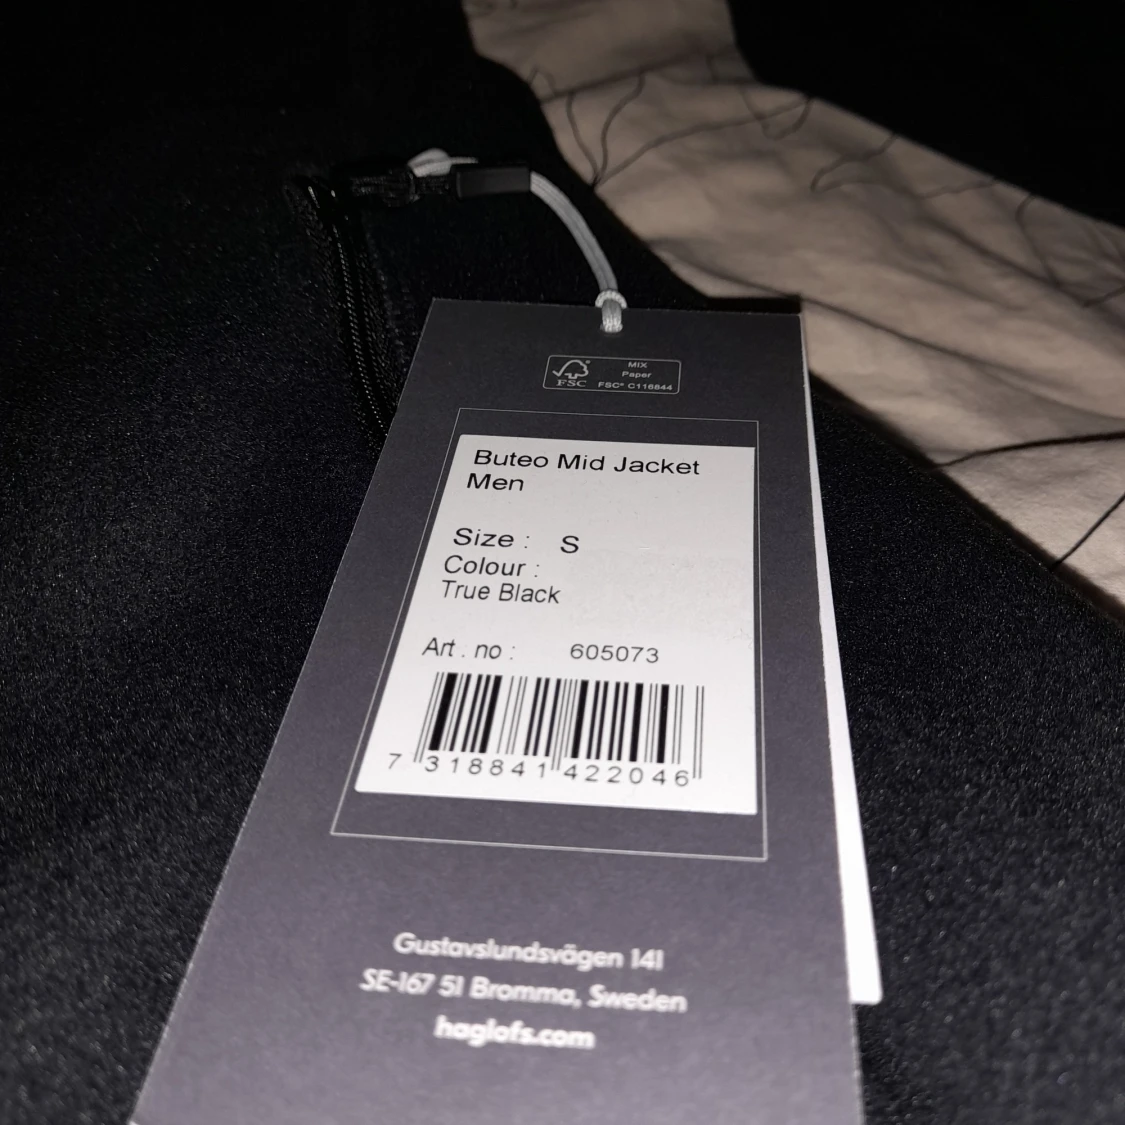 FSC
MIX
Paper
FSC® C116844
Buteo Mid Jacket
Men
Size : S
Colour :
True Black
Art. no : 605073
7 318841 422046
Gustavslundsvägen 141
SE-167 51 Bromma, Sweden
haglofs.com